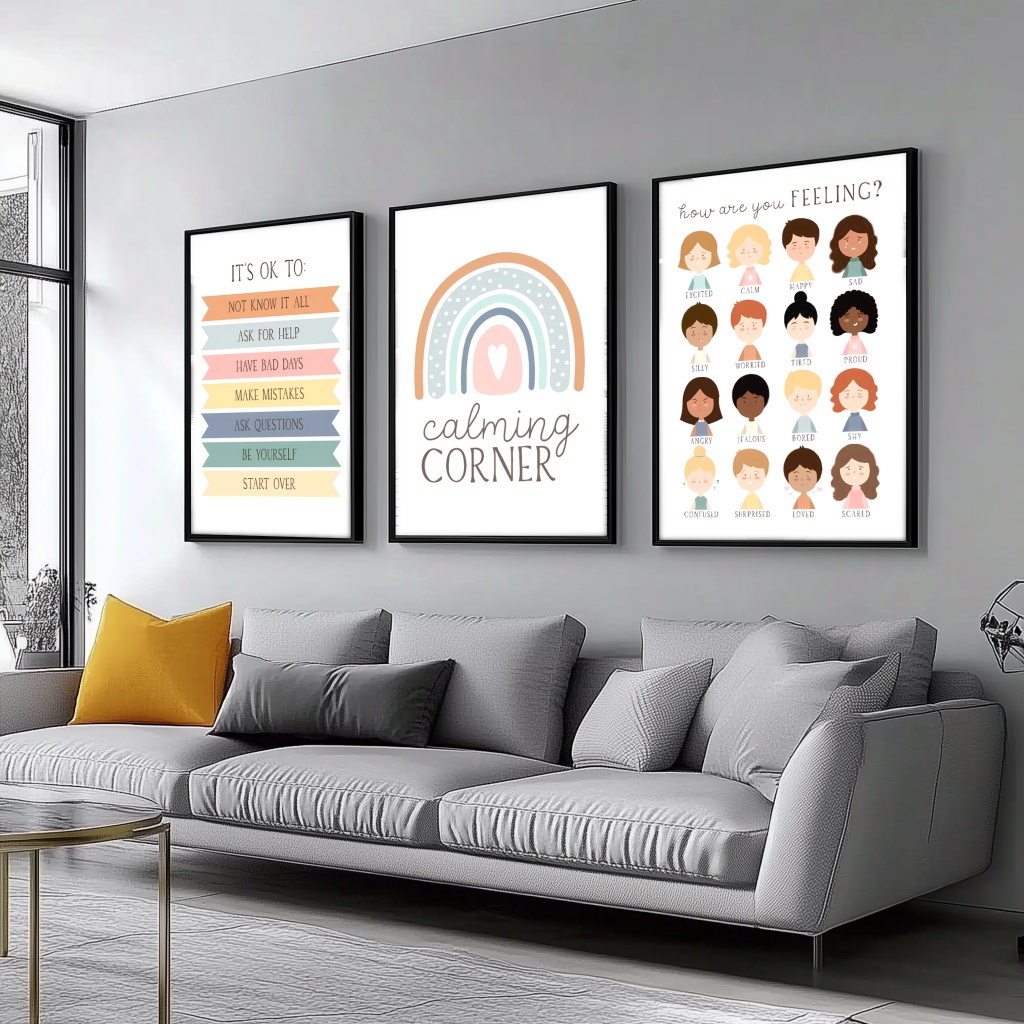 IT'S OK TO:
NOT KNOW IT ALL
ASK FOR HELP
HAVE BAD DAYS
MAKE MISTAKES
ASK QUESTIONS
BE YOURSELF
START OVER
calming
CORNER
how are you FEELING?
EXCITED CALM HAPPY SAD
SILLY WORRIED TIRED PROUD
ANGRY JEALOUS BORED SHY
CONFUSED SURPRISED LOVED SCARED